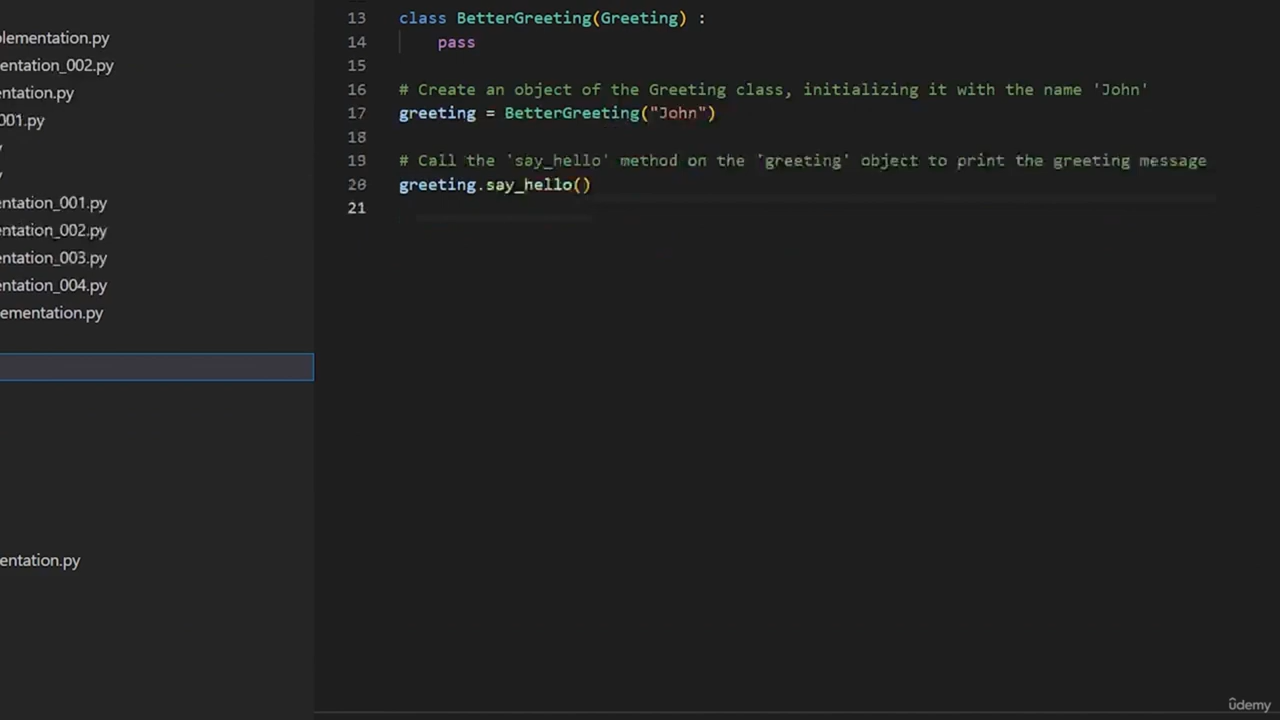 lementation.py
entation_002.py
entation.py
001.py
entation_001.py
entation_002.py
entation_003.py
entation_004.py
ementation.py
entation.py
13 class BetterGreeting(Greeting) :
14 pass
15
16 # Create an object of the Greeting class, initializing it with the name 'John'
17 greeting = BetterGreeting("John")
18
19 # Call the 'say_hello' method on the 'greeting' object to print the greeting message
20 greeting.say_hello()
21
ûdemy